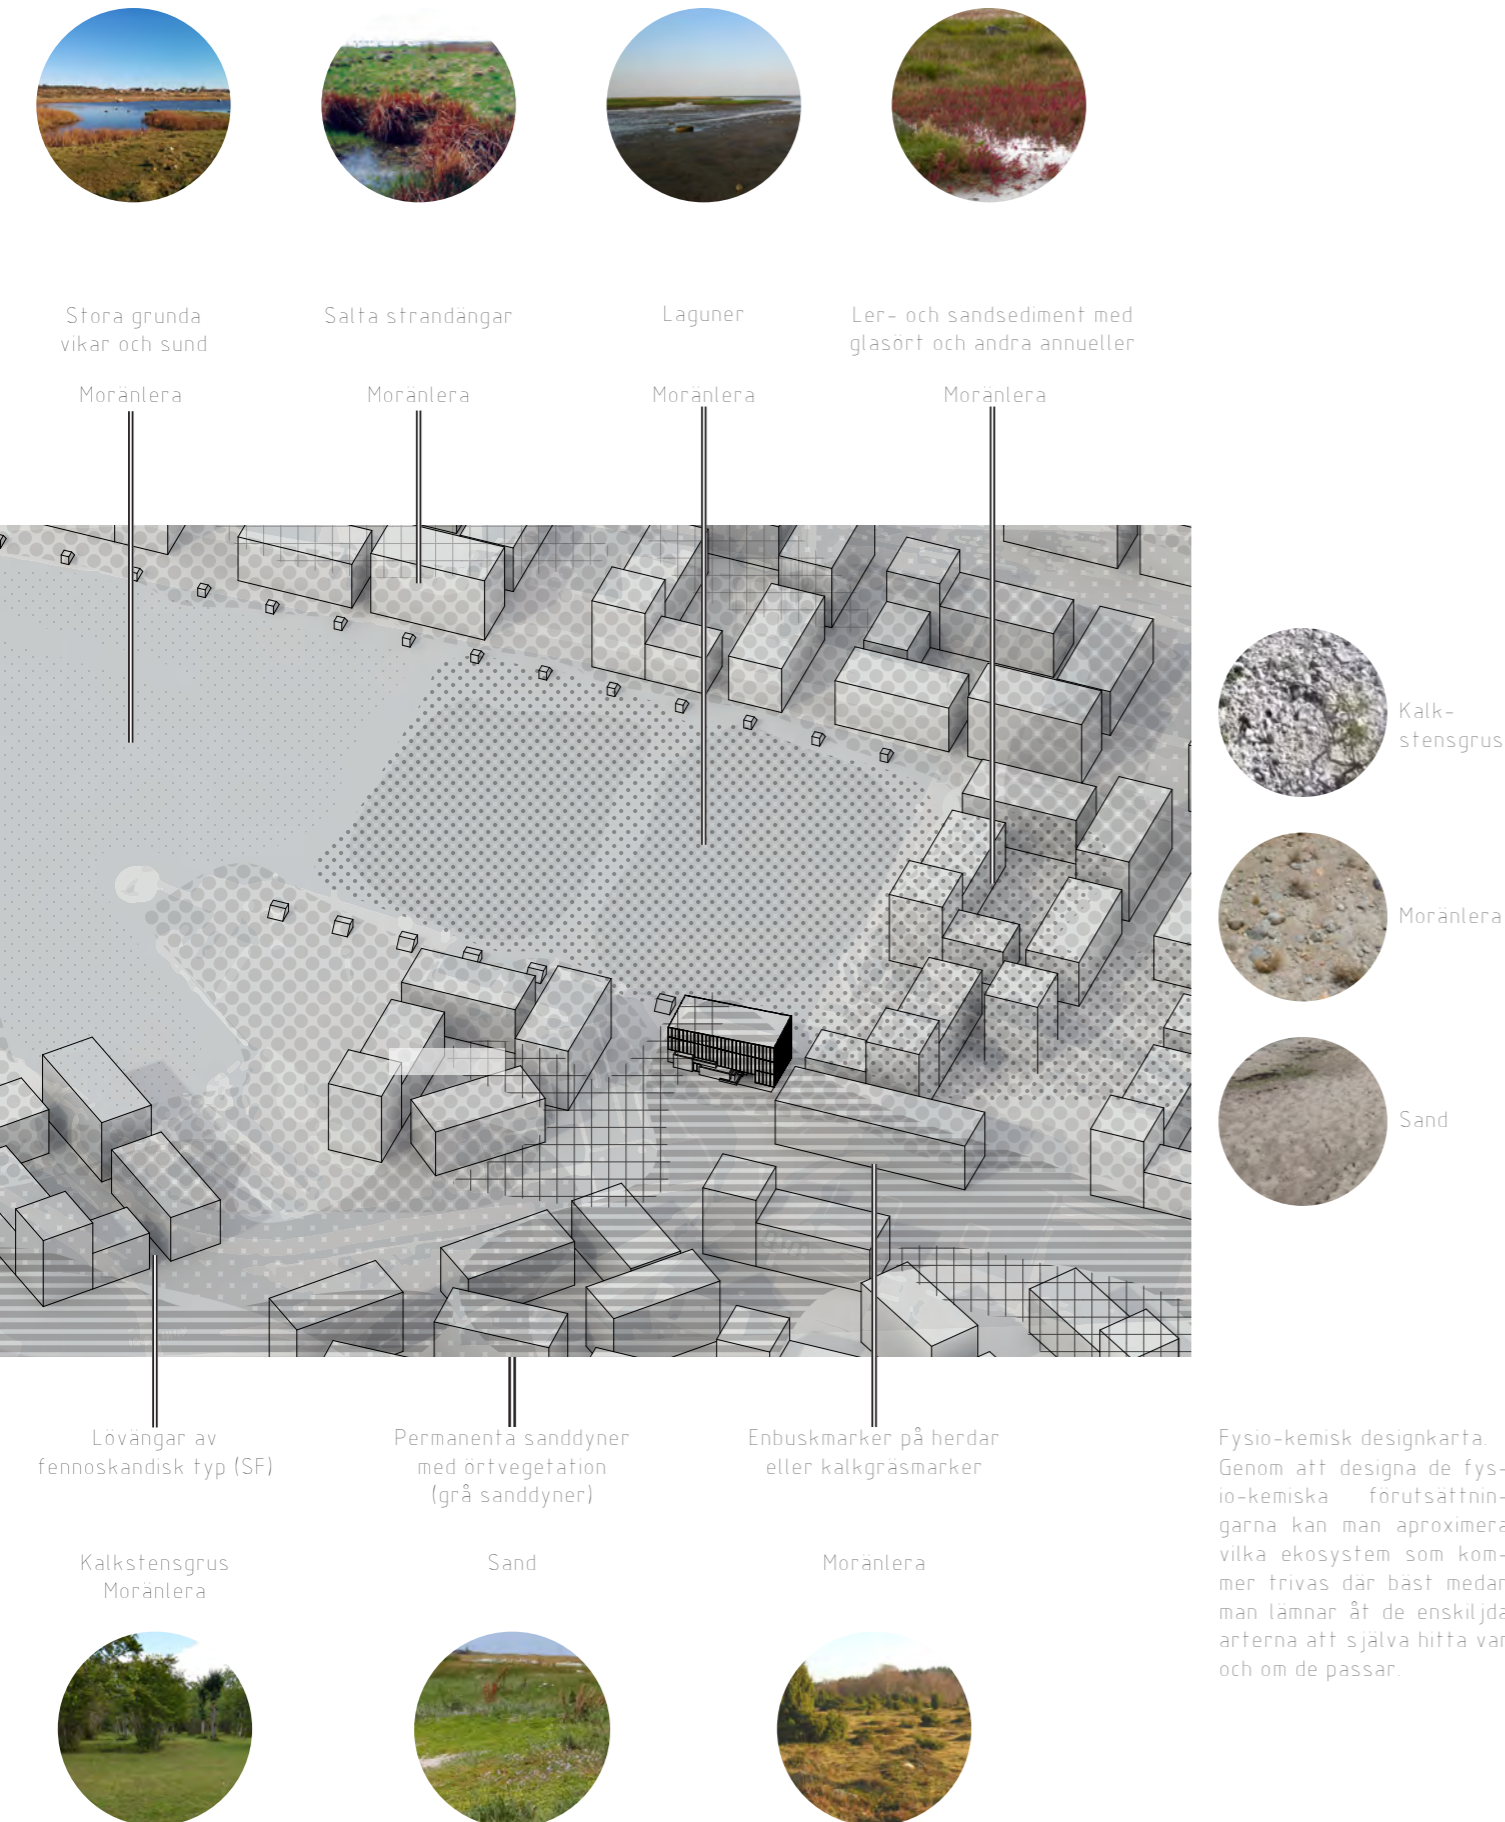 Stora grunda
vikar och sund
Moränlera
Salta strandängar
Moränlera
Laguner
Moränlera
Ler- och sandsediment med
glasört och andra annueller
Moränlera
Kalk-
stensgrus
Moränlera
Sand
Lövängar av
fennoskandisk typ (SF)
Kalkstensgrus
Moränlera
Permanenta sanddyner
med örtvegetation
(grå sanddyner)
Sand
Enbuskmarker på herdar
eller kalkgräsmarker
Moränlera
Fysio-kemisk designkarta.
Genom att designa de fys-
io-kemiska förutsättnin-
garna kan man aproximera
vilka ekosystem som kom-
mer trivas där bäst medan
man lämnar åt de enskiljda
arterna att själva hitta var
och om de passar.